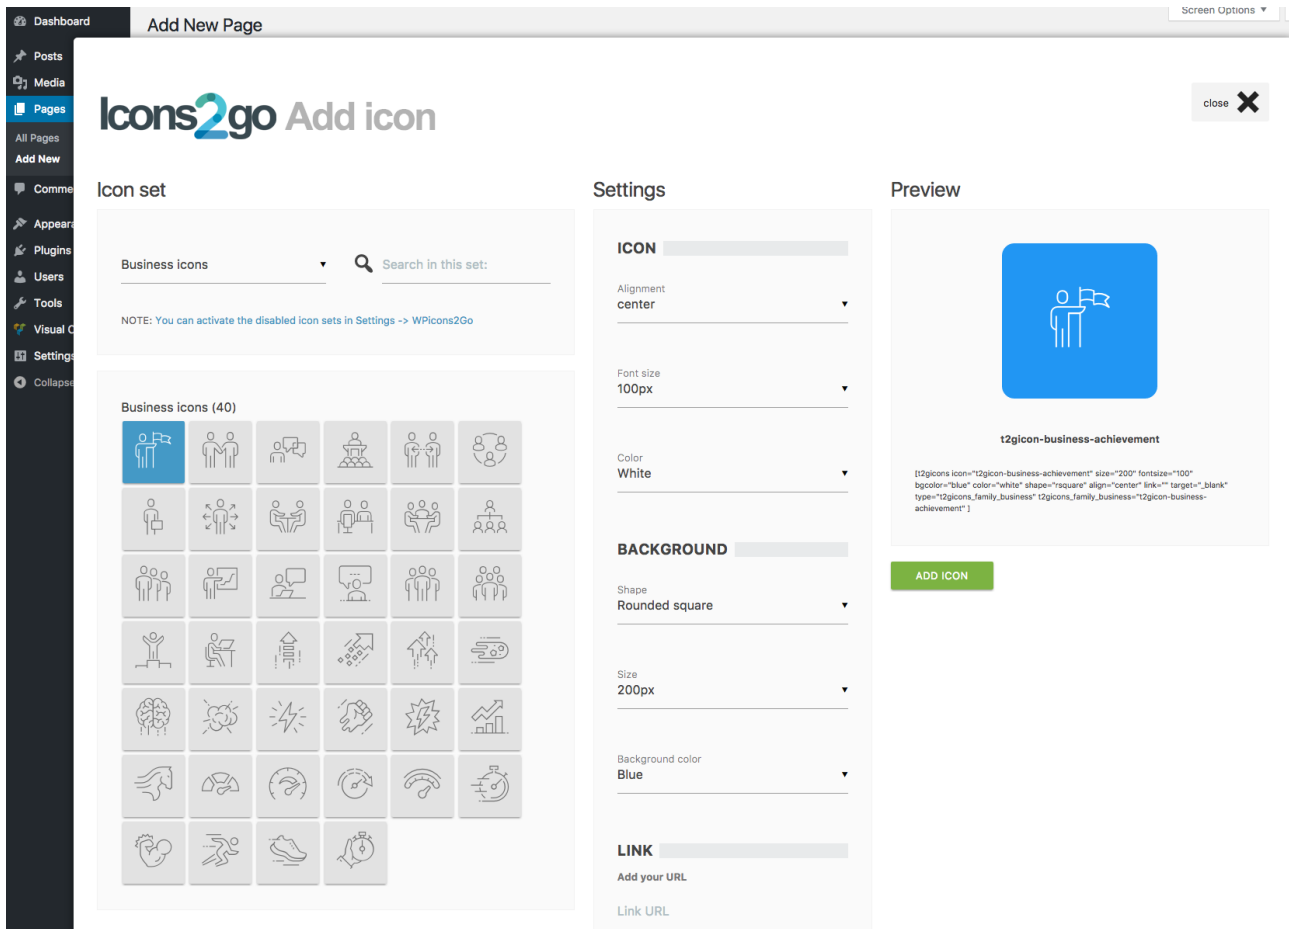 Dashboard
Add New Page
Screen Options ▼
Posts
Media
Pages
All Pages
Add New
Comme
Appeara
Plugins
Users
Tools
Visual C
Settings
Collapse
Icons2go Add icon
close
Icon set
Business icons
Search in this set:
NOTE: You can activate the disabled icon sets in Settings -> WPicons2Go
Business icons (40)
Settings
ICON
Alignment
center
Font size
100px
Color
White
BACKGROUND
Shape
Rounded square
Size
200px
Background color
Blue
LINK
Add your URL
Link URL
Preview
t2gicon-business-achievement
[t2gicons icon="t2gicon-business-achievement" size="200" fontsize="100"
bgcolor="blue" color="white" shape="rsquare" align="center" link="" target="_blank"
type="t2gicons_family_business" t2gicons_family_business="t2gicon-business-
achievement" ]
ADD ICON